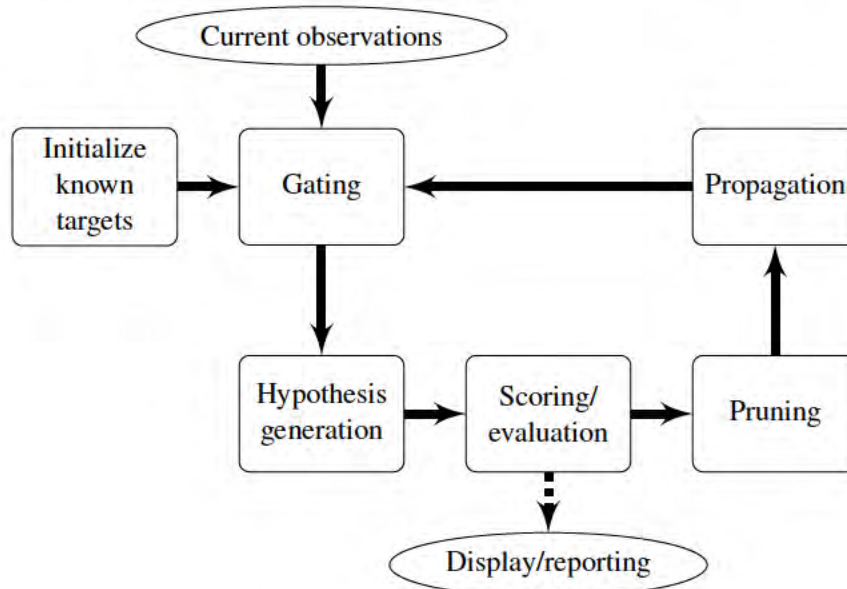 Current observations
Initialize
known
targets
Gating
Propagation
Hypothesis
generation
Scoring/
evaluation
Pruning
Display/reporting